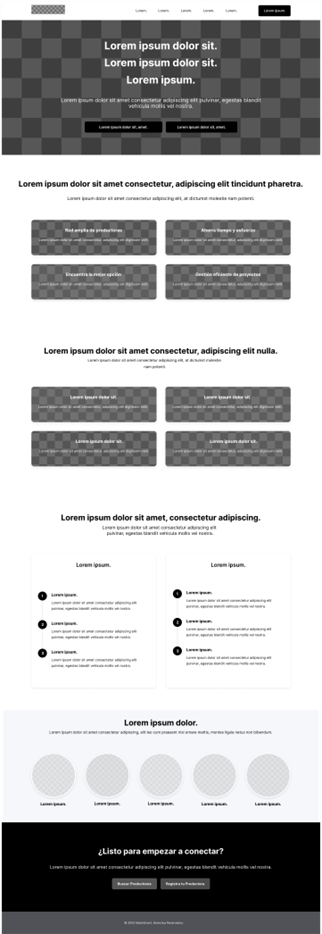 Lorem. Lorem. Lorem. Lorem. Lorem. Lorem ipsum.
Lorem ipsum dolor sit.
Lorem ipsum dolor sit.
Lorem ipsum.
Lorem ipsum dolor sit amet consectetur adipiscing elit pulvinar, egestas blandit
vehicula mollis vel nostra.
Lorem ipsum dolor sit, amet. Lorem ipsum dolor sit, amet.
Lorem ipsum dolor sit amet consectetur, adipiscing elit tincidunt pharetra.
Lorem ipsum dolor sit amet consectetur adipiscing elit, at dictumst molestie nam potenti.
Red amplia de productores Ahorra tiempo y esfuerzo
Lorem ipsum dolor sit amet consectetur, adipiscing elit dignissim velit. Lorem ipsum dolor sit amet consectetur, adipiscing elit dignissim velit.
Encuentra la mejor opción Gestión eficiente de proyectos
Lorem ipsum dolor sit amet consectetur, adipiscing elit dignissim velit. Lorem ipsum dolor sit amet consectetur, adipiscing elit dignissim velit.
Lorem ipsum dolor sit amet consectetur, adipiscing elit nulla.
Lorem ipsum dolor sit amet consectetur adipiscing elit, at dictumst molestie
nam potenti.
Lorem ipsum dolor sit. Lorem ipsum dolor sit.
Lorem ipsum dolor sit amet consectetur, adipiscing elit dignissim velit. Lorem ipsum dolor sit amet consectetur, adipiscing elit dignissim velit.
Lorem ipsum dolor sit. Lorem ipsum dolor sit.
Lorem ipsum dolor sit amet consectetur, adipiscing elit dignissim velit. Lorem ipsum dolor sit amet consectetur, adipiscing elit dignissim velit.
Lorem ipsum dolor sit amet, consectetur adipiscing.
Lorem ipsum dolor sit amet consectetur adipiscing elit
pulvinar, egestas blandit vehicula mollis vel nostra.
Lorem ipsum.
1 Lorem ipsum.
Lorem ipsum dolor sit amet consectetur adipiscing elit
pulvinar, egestas blandit vehicula mollis vel nostra.
2 Lorem ipsum.
Lorem ipsum dolor sit amet consectetur adipiscing elit
pulvinar, egestas blandit vehicula mollis vel nostra.
Lorem ipsum.
Lorem ipsum dolor sit amet consectetur adipiscing elit
pulvinar, egestas blandit vehicula mollis vel nostra.
Lorem ipsum.
1 Lorem ipsum.
Lorem ipsum dolor sit amet consectetur adipiscing elit
pulvinar, egestas blandit vehicula mollis vel nostra.
2 Lorem ipsum.
Lorem ipsum dolor sit amet consectetur adipiscing elit
pulvinar, egestas blandit vehicula mollis vel nostra.
3 Lorem ipsum.
Lorem ipsum dolor sit amet consectetur adipiscing elit
pulvinar, egestas blandit vehicula mollis vel nostra.
Lorem ipsum dolor.
Lorem ipsum dolor sit amet consectetur adipiscing, elit leo cum praesent nisl ornare mattis, montes ligula netus non bibendum.
Lorem ipsum. Lorem ipsum. Lorem ipsum. Lorem ipsum. Lorem ipsum.
¿Listo para empezar a conectar?
Lorem ipsum dolor sit amet consectetur adipiscing elit pulvinar, egestas blandit vehicula mollis vel nostra.
Buscar Productores Registra tu Productora